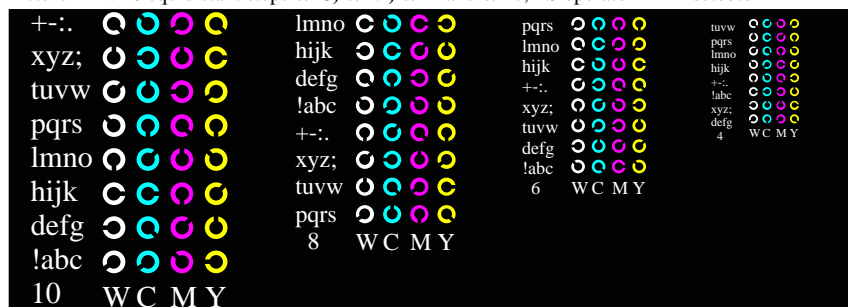 +-:.
xyz;
tuvw
pqrs
lmno
hijk
defg
!abc
10 W C M Y
lmno
hijk
defg
!abc
+-:.
xyz;
tuvw
pqrs
8 W C M Y
pqrs
lmno
hijk
+-:.
xyz;
tuvw
defg
!abc
6 W C M Y
tuvw
pqrs
lmno
hijk
+-:.
!abc
xyz;
defg
4 W C M Y